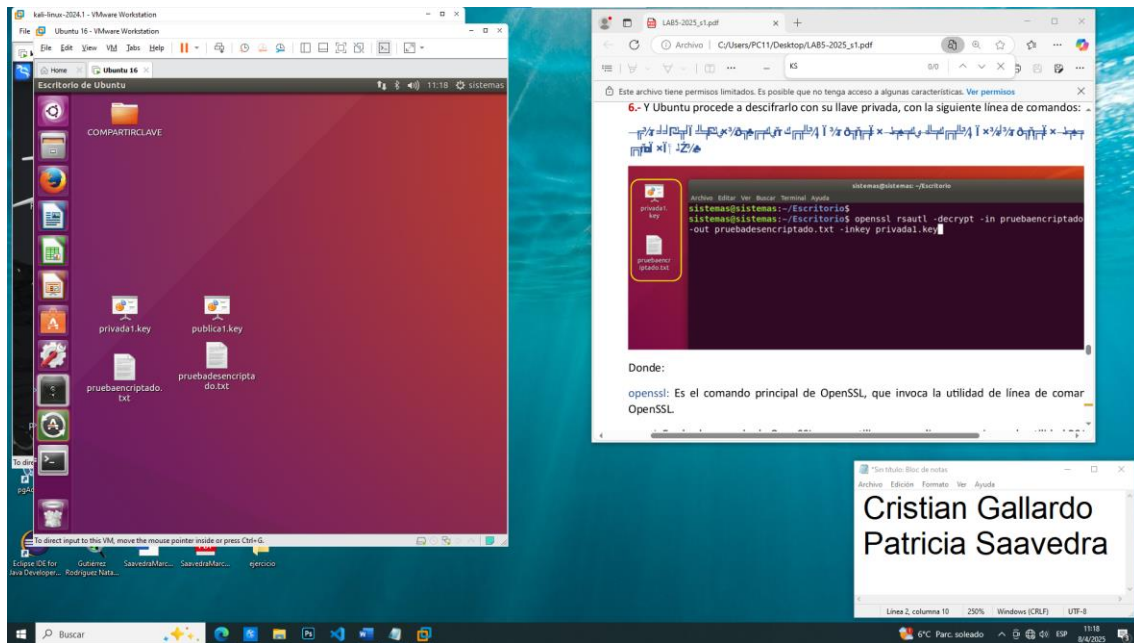 kali-linux-2024.1 - VMware Workstation
File
Ubuntu 16 - VMware Workstation
File Edit View VM Tabs Help
Home
Ubuntu 16
Escritorio de Ubuntu
11:18
sistemas
COMPARTIRCLAVE
privada1.key
publica1.key
pruebaencriptado.
txt
pruebadesencripta
do.txt
To direct input to this VM, move the mouse pointer inside or press Ctrl+G.
To dire
Eclipse IDE for
Java Developer...
Gutierrez
Rodriguez Nata...
SaavedraMarc...
SaavedraMarc...
ejercicio
LAB5-2025_s1.pdf
Archivo
C:/Users/PC11/Desktop/LAB5-2025_s1.pdf
KS
0/0
Este archivo tiene permisos limitados. Es posible que no tenga acceso a algunas características. Ver permisos
6.- Y Ubuntu procede a descifrarlo con su llave privada, con la siguiente línea de comandos:
sistemas@sistemas: ~/Escritorio
Archivo Editar Ver Buscar Terminal Ayuda
sistemas@sistemas:~/Escritorio$
sistemas@sistemas:~/Escritorio$ openssl rsautl -decrypt -in pruebaencriptado
-out pruebadesencriptado.txt -inkey privada1.key
privada1.
key
pruebaencr
iptado.txt
Donde:
openssl: Es el comando principal de OpenSSL, que invoca la utilidad de línea de comar
OpenSSL.
*Sin título: Bloc de notas
Archivo Edición Formato Ver Ayuda
Cristian Gallardo
Patricia Saavedra
Línea 2, columna 10
250%
Windows (CRLF)
UTF-8
Buscar
6°C Parc. soleado
ESP
11:18
8/4/2025